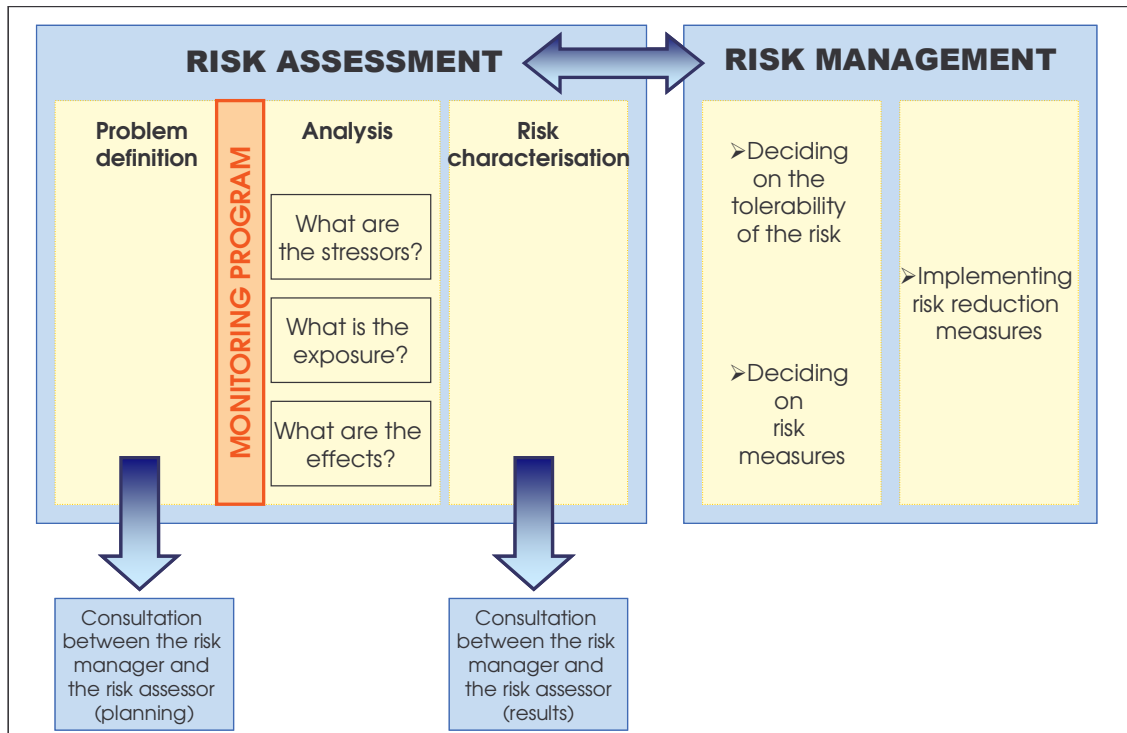 RISK ASSESSMENT
Problem
definition
MONITORING PROGRAM
Analysis
What are
the stressors?
What is the
exposure?
What are the
effects?
Risk
characterisation
Consultation
between the risk
manager and
the risk assessor
(planning)
Consultation
between the risk
manager and
the risk assessor
(results)
RISK MANAGEMENT
➢Deciding
on the
tolerability
of the risk
➢Deciding
on
risk
measures
➢Implementing
risk reduction
measures